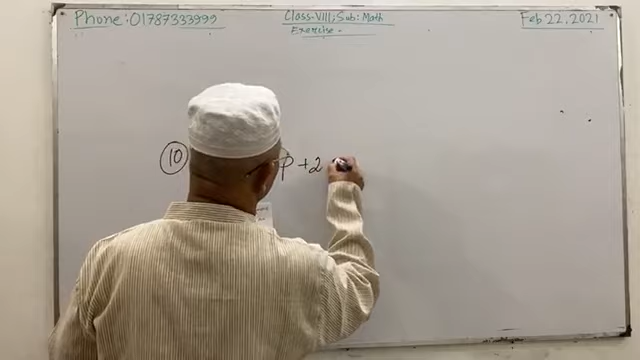 Phone: 01787333999
Class-VIII, Sub: Math
Exercise -
Feb 22, 2021
10
p + 2